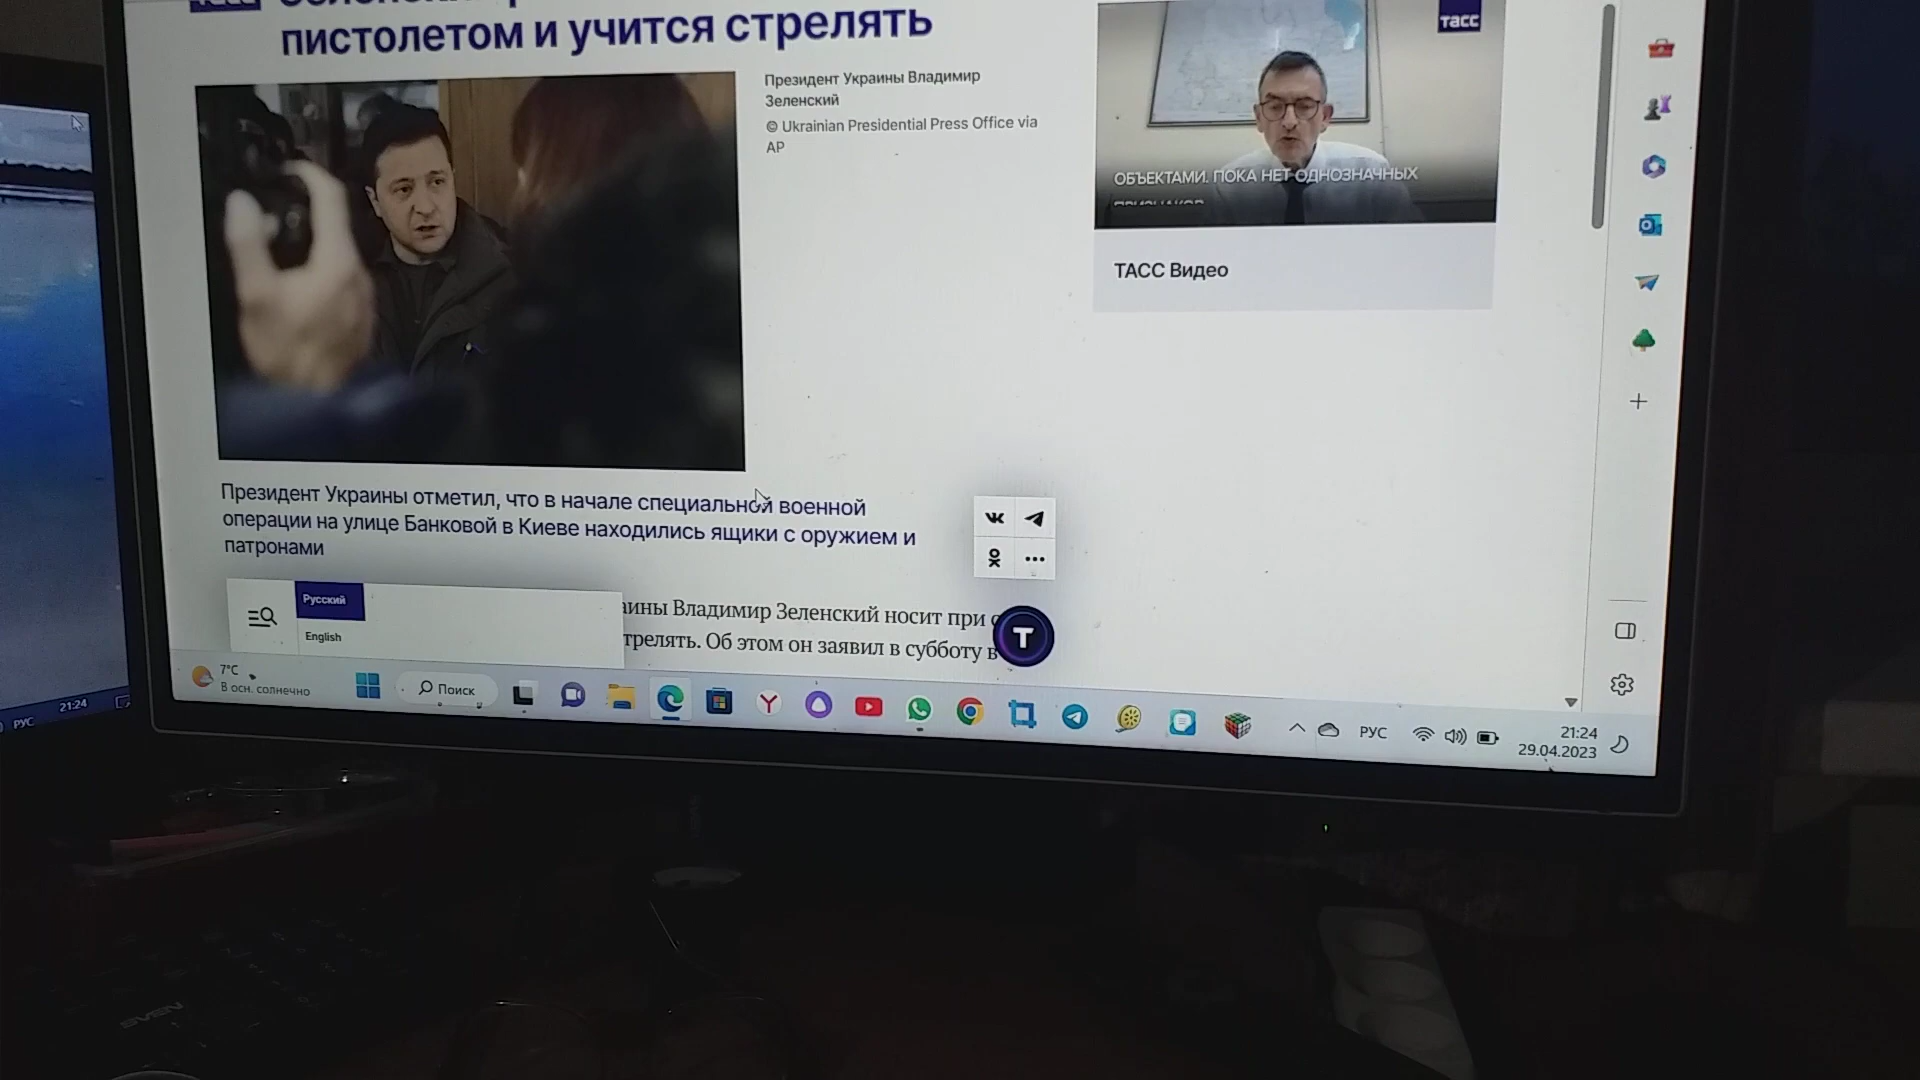 пистолетом и учится стрелять
Президент Украины Владимир
Зеленский
© Ukrainian Presidential Press Office via
AP
ТАСС
ОБЪЕКТАМИ. ПОКА НЕТ ОДНОЗНАЧНЫХ
ТАСС Видео
Президент Украины отметил, что в начале специальной военной
операции на улице Банковой в Киеве находились ящики с оружием и
патронами
Русский
English
аины Владимир Зеленский носит при
трелять. Об этом он заявил в субботу в
T
7°C
В осн. солнечно
Поиск
РУС
21:24
29.04.2023
РУС
21:24
SVEN